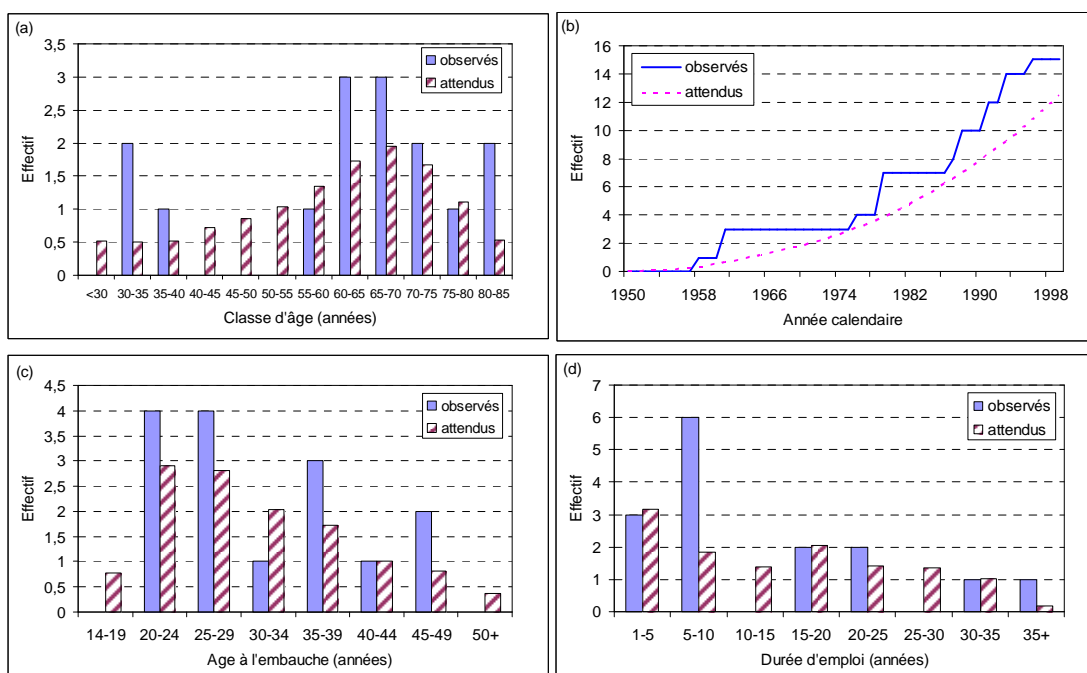 (a)
3,5
3
2,5
2
1,5
1
0,5
0
Effectif
observés
attendus
<30 30-35 35-40 40-45 45-50 50-55 55-60 60-65 65-70 70-75 75-80 80-85
Classe d'âge (années)
(b)
16
14
12
10
8
6
4
2
0
Effectif
observés
attendus
1950 1958 1966 1974 1982 1990 1998
Année calendaire
(c)
4,5
4
3,5
3
2,5
2
1,5
1
0,5
0
Effectif
observés
attendus
14-19 20-24 25-29 30-34 35-39 40-44 45-49 50+
Age à l'embauche (années)
(d)
7
6
5
4
3
2
1
0
Effectif
observés
attendus
1-5 5-10 10-15 15-20 20-25 25-30 30-35 35+
Durée d'emploi (années)